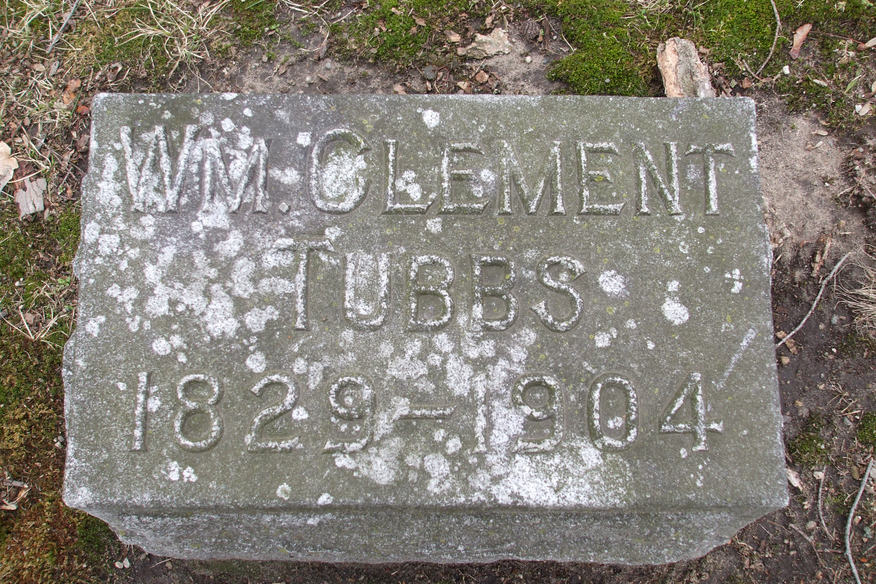 WM. CLEMENT
TUBBS
1829-1904